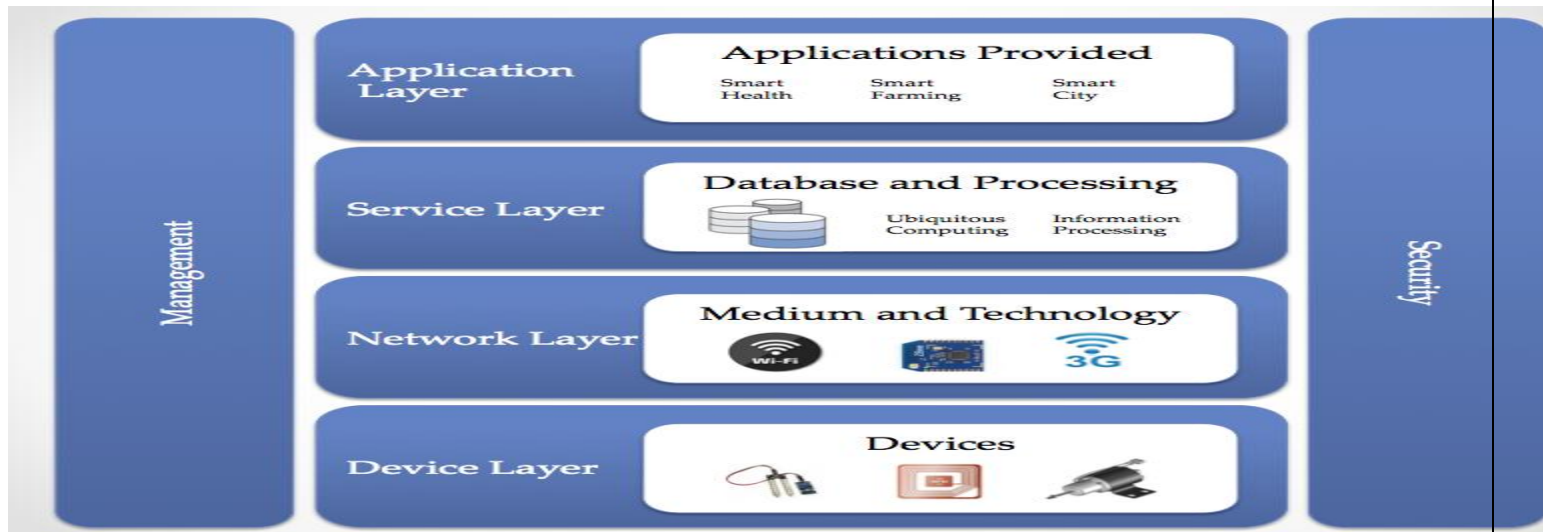 Management
Application
Layer
Applications Provided
Smart
Health
Smart
Farming
Smart
City
Service Layer
Database and Processing
Ubiquitous
Computing
Information
Processing
Network Layer
Medium and Technology
Wi-Fi
3G
Device Layer
Devices
Security